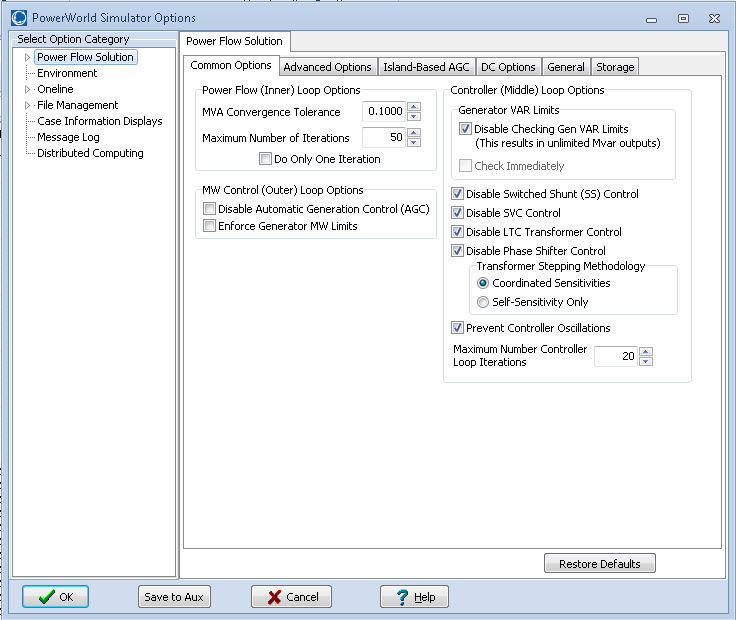 PowerWorld Simulator Options
Select Option Category
Power Flow Solution
Environment
Oneline
File Management
Case Information Displays
Message Log
Distributed Computing
Power Flow Solution
Common Options
Advanced Options
Island-Based AGC
DC Options
General
Storage
Power Flow (Inner) Loop Options
MVA Convergence Tolerance 0.1000
Maximum Number of Iterations 50
Do Only One Iteration
MW Control (Outer) Loop Options
Disable Automatic Generation Control (AGC)
Enforce Generator MW Limits
Controller (Middle) Loop Options
Generator VAR Limits
Disable Checking Gen VAR Limits
(This results in unlimited Mvar outputs)
Check Immediately
Disable Switched Shunt (SS) Control
Disable SVC Control
Disable LTC Transformer Control
Disable Phase Shifter Control
Transformer Stepping Methodology
Coordinated Sensitivities
Self-Sensitivity Only
Prevent Controller Oscillations
Maximum Number Controller
Loop Iterations 20
Restore Defaults
OK
Save to Aux
Cancel
? Help